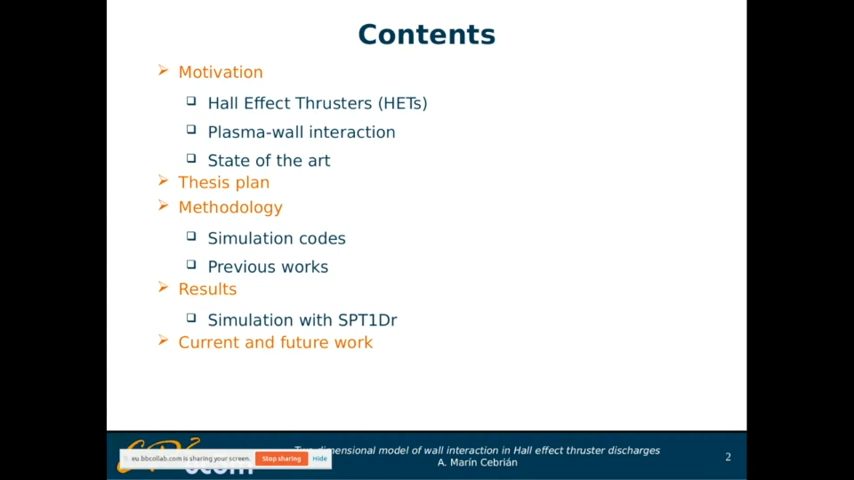 Contents
Motivation
Hall Effect Thrusters (HETs)
Plasma-wall interaction
State of the art
Thesis plan
Methodology
Simulation codes
Previous works
Results
Simulation with SPT1Dr
Current and future work
dimensional model of wall interaction in Hall effect thruster discharges
A. Marín Cebrián
2
eu.bbcollab.com is sharing your screen. Stop sharing Hide